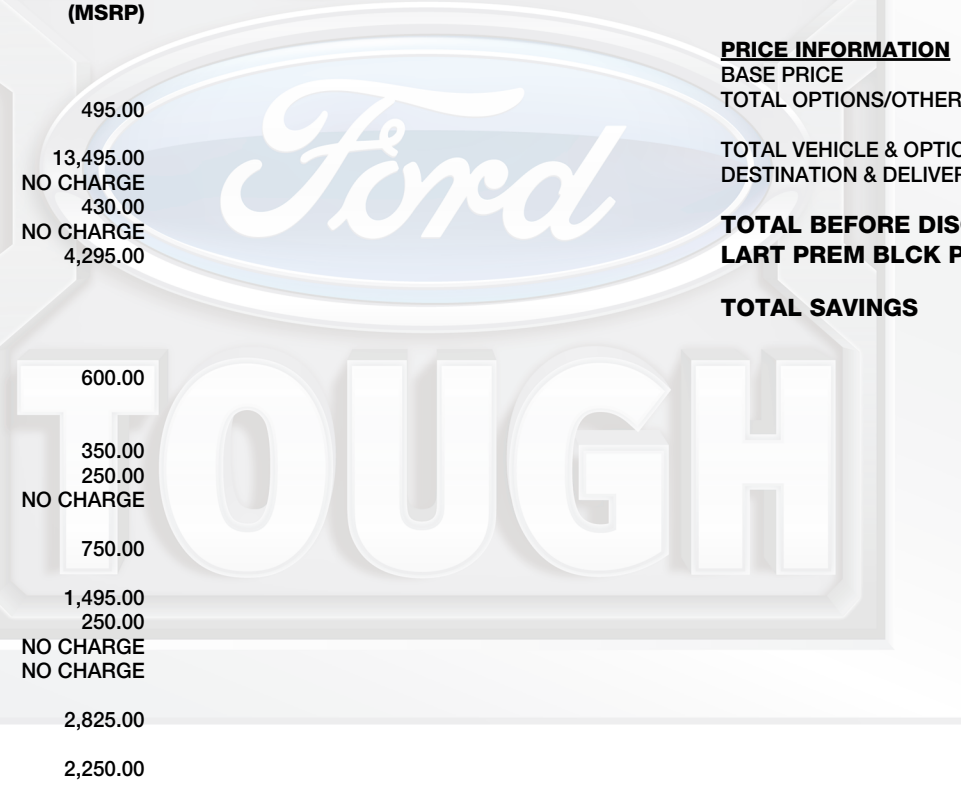 (MSRP)
495.00
13,495.00
NO CHARGE
430.00
NO CHARGE
4,295.00
600.00
350.00
250.00
NO CHARGE
750.00
1,495.00
250.00
NO CHARGE
NO CHARGE
2,825.00
2,250.00
PRICE INFORMATION
BASE PRICE
TOTAL OPTIONS/OTHER
TOTAL VEHICLE & OPTIO
DESTINATION & DELIVER
TOTAL BEFORE DIS
LART PREM BLCK P
TOTAL SAVINGS
Ford
TOUGH